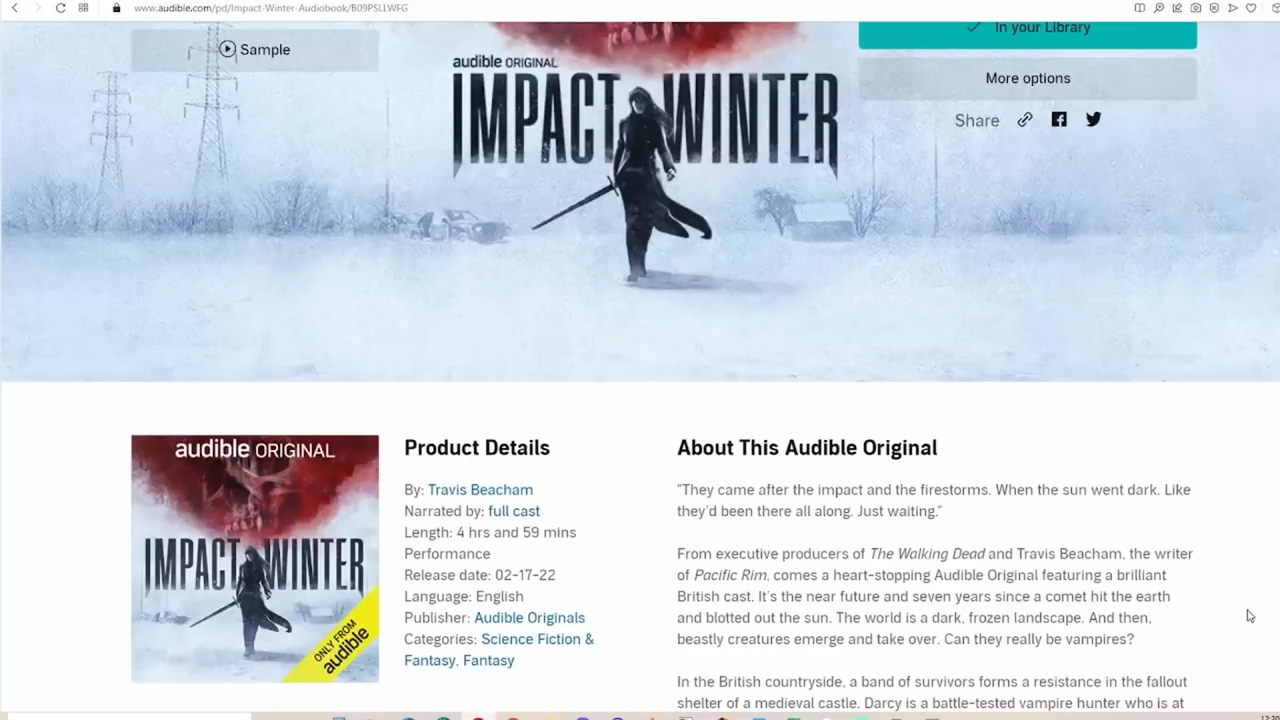 www.audible.com/pd/Impact-Winter-Audiobook/B09PSLLWFG
Sample
In your Library
More options
Share
audible ORIGINAL
IMPACT WINTER
audible ORIGINAL
IMPACT WINTER
ONLY FROM
audible
Product Details
By: Travis Beacham
Narrated by: full cast
Length: 4 hrs and 59 mins
Performance
Release date: 02-17-22
Language: English
Publisher: Audible Originals
Categories: Science Fiction &
Fantasy, Fantasy
About This Audible Original
"They came after the impact and the firestorms. When the sun went dark. Like
they'd been there all along. Just waiting."
From executive producers of The Walking Dead and Travis Beacham, the writer
of Pacific Rim, comes a heart-stopping Audible Original featuring a brilliant
British cast. It's the near future and seven years since a comet hit the earth
and blotted out the sun. The world is a dark, frozen landscape. And then,
beastly creatures emerge and take over. Can they really be vampires?
In the British countryside, a band of survivors forms a resistance in the fallout
shelter of a medieval castle. Darcy is a battle-tested vampire hunter who is at